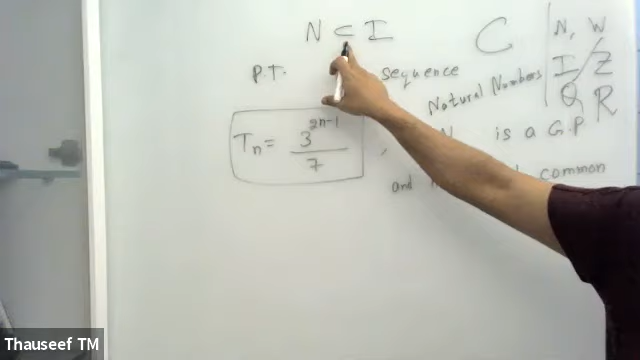 N ⊂ I C N, W
I / Z
Q R
P.T. sequence Natural Numbers
Tn = 3^2n-1 / 7 , N is a G.P
and common
Thauseef TM